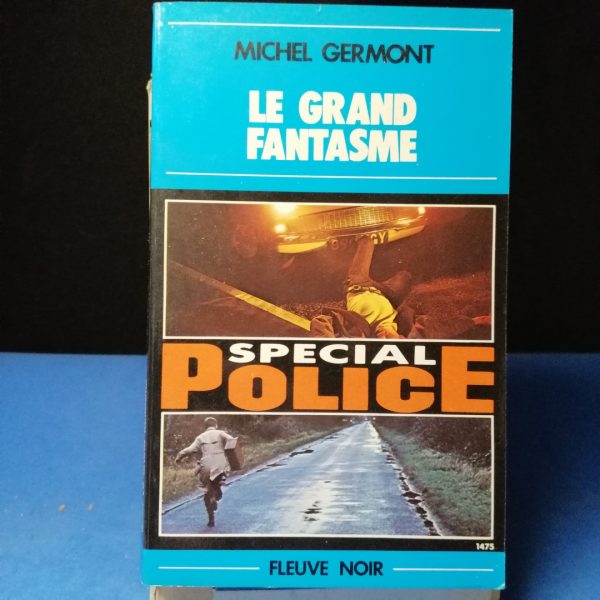 MICHEL GERMONT
LE GRAND
FANTASME
SPECIAL
POLICE
1475
FLEUVE NOIR